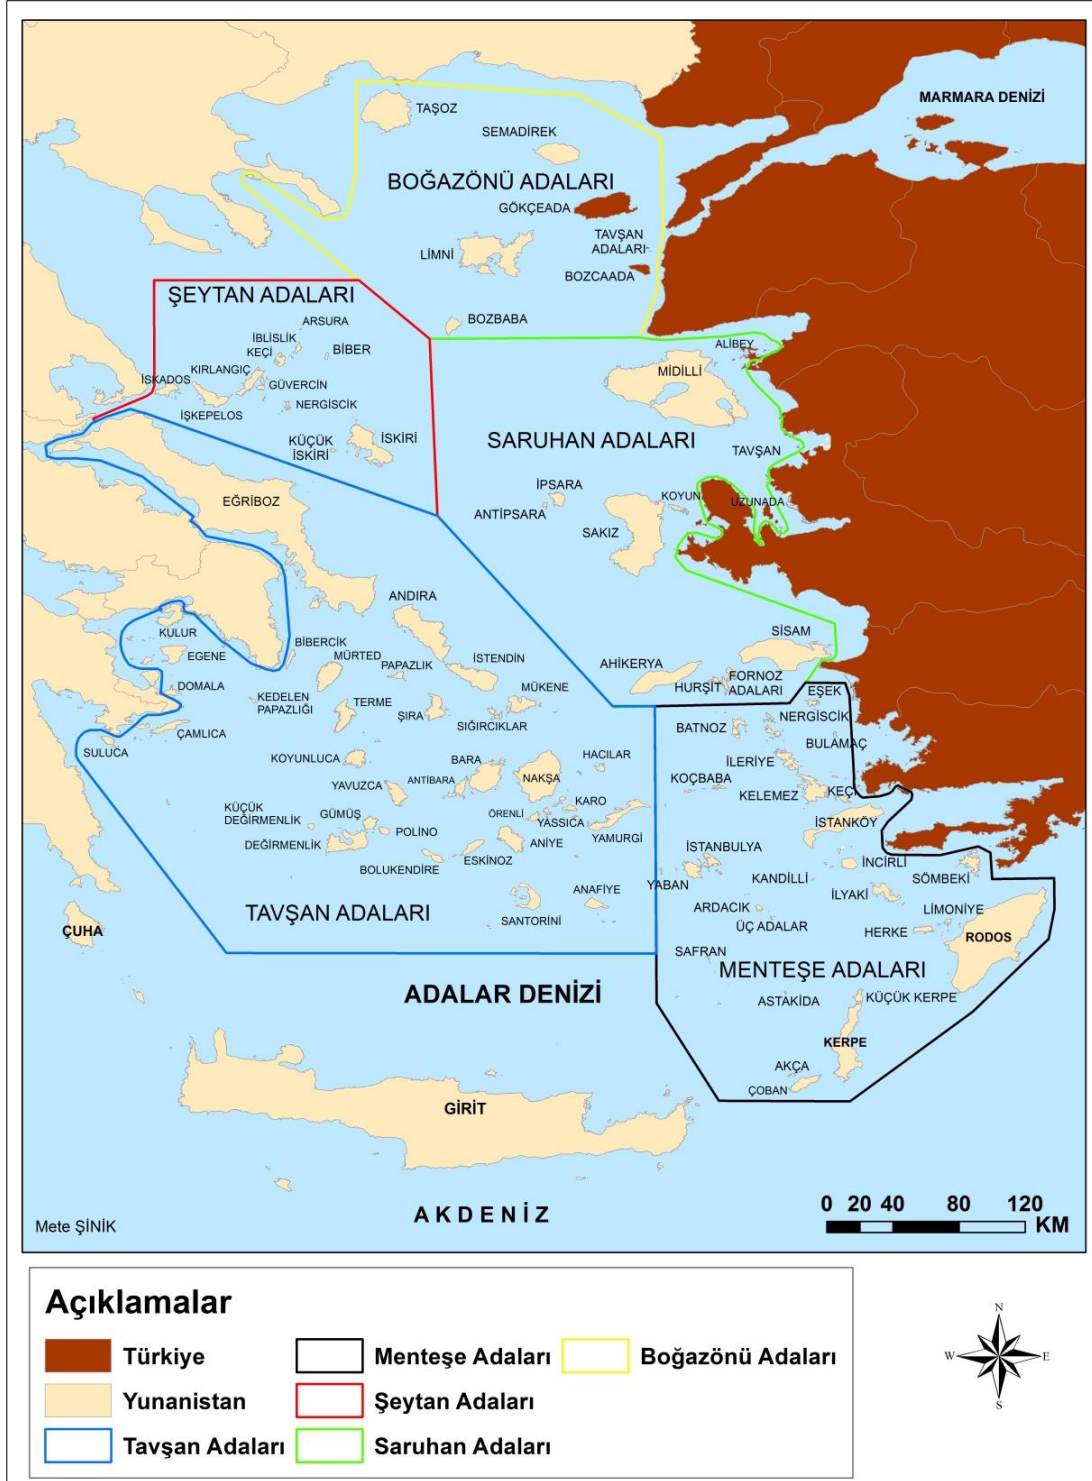 MARMARA DENİZİ
TAŞOZ
SEMADİREK
BOĞAZÖNÜ ADALARI
GÖKÇEADA
TAVŞAN
ADALARI
LİMNİ
BOZCAADA
BOZBABA
ŞEYTAN ADALARI
ARSURA
İBLİSLİK
KEÇİ
BİBER
KIRLANGIÇ
İSKADOS
GÜVERCİN
NERGİSCİK
İŞKEPELOS
KÜÇÜK
İSKİRİ
İSKİRİ
ALİBEY
MİDİLLİ
SARUHAN ADALARI
TAVŞAN
İPSARA
ANTİPSARA
KOYUN
UZUNADA
SAKIZ
EĞRİBOZ
ANDIRA
KULUR
EGENE
BİBERCİK
MÜRTED
PAPAZLIK
İSTENDİN
DOMALA
KEDELEN
PAPAZLIĞI
TERME
ŞIRA
MÜKENE
SIĞIRCIKLAR
ÇAMLICA
SULUCA
SİSAM
AHİKERYA
HURŞİT
FORNOZ
ADALARI
EŞEK
NERGİSCİK
BATNOZ
BULAMAÇ
İLERİYE
KOÇBABA
KELEMEZ
KEÇİ
İSTANKÖY
KOYUNLUCA
BARA
HACILAR
YAVUZCA
ANTİBARA
NAKŞA
KÜÇÜK
DEĞİRMENLİK
GÜMÜŞ
ÖRENLİ
KARO
YASSICA
DEĞİRMENLİK
POLİNO
YAMURGİ
ANİYE
BOLUKENDİRE
ESKİNOZ
ANAFİYE
SANTORİNİ
TAVŞAN ADALARI
İSTANBULYA
YABAN
KANDİLLİ
İNCİRLİ
SÖMBEKİ
İLYAKİ
ARDACIK
LİMONİYE
ÜÇ ADALAR
HERKE
RODOS
SAFRAN
MENTEŞE ADALARI
ASTAKİDA
KÜÇÜK KERPE
KERPE
AKÇA
ÇOBAN
ÇUHA
ADALAR DENİZİ
GİRİT
AKDENİZ
Mete ŞİNİK
0 20 40 80 120
KM
Açıklamalar
Türkiye
Menteşe Adaları
Boğazönü Adaları
Yunanistan
Şeytan Adaları
Tavşan Adaları
Saruhan Adaları
N
W
E
S